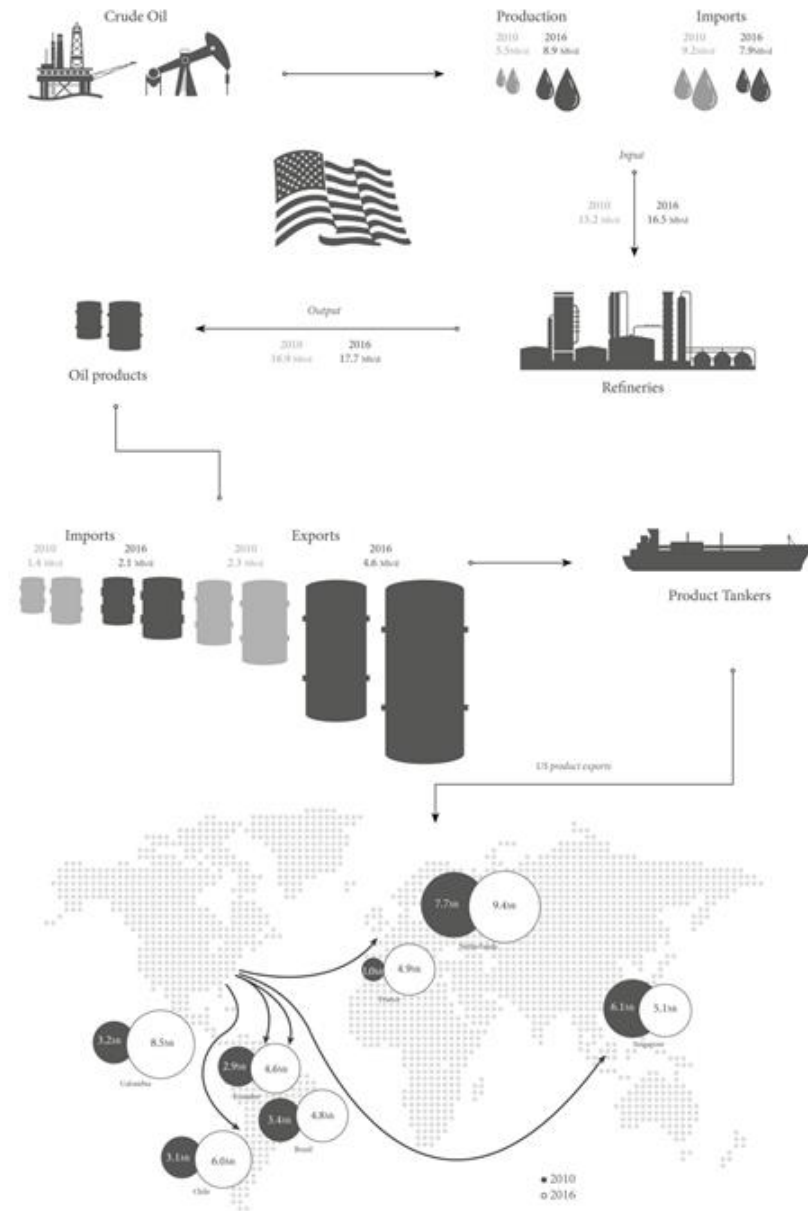 Crude Oil
Production
Imports
2010
2016
5.5 Mb/d
8.9 Mb/d
2010
2016
9.2 Mb/d
7.9 Mb/d
Input
2010
2016
15.2 Mb/d
16.5 Mb/d
Output
2010
2016
16.9 Mb/d
17.7 Mb/d
Oil products
Refineries
Imports
Exports
2010
2016
1.4 Mb/d
2.1 Mb/d
2010
2016
2.3 Mb/d
4.6 Mb/d
Product Tankers
US product exports
7.7
9.4
Netherlands
1.0
4.9
France
6.1
5.1
Singapore
3.2
8.5
Colombia
2.9
4.6
Ecuador
3.4
4.8
Brazil
3.1
6.0
Chile
2010
2016